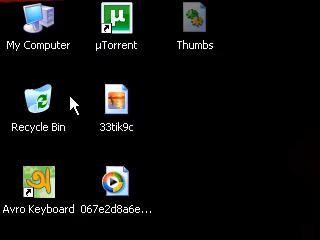 My Computer
µTorrent
Thumbs
Recycle Bin
33tik9c
Avro Keyboard
067e2d8a6e...